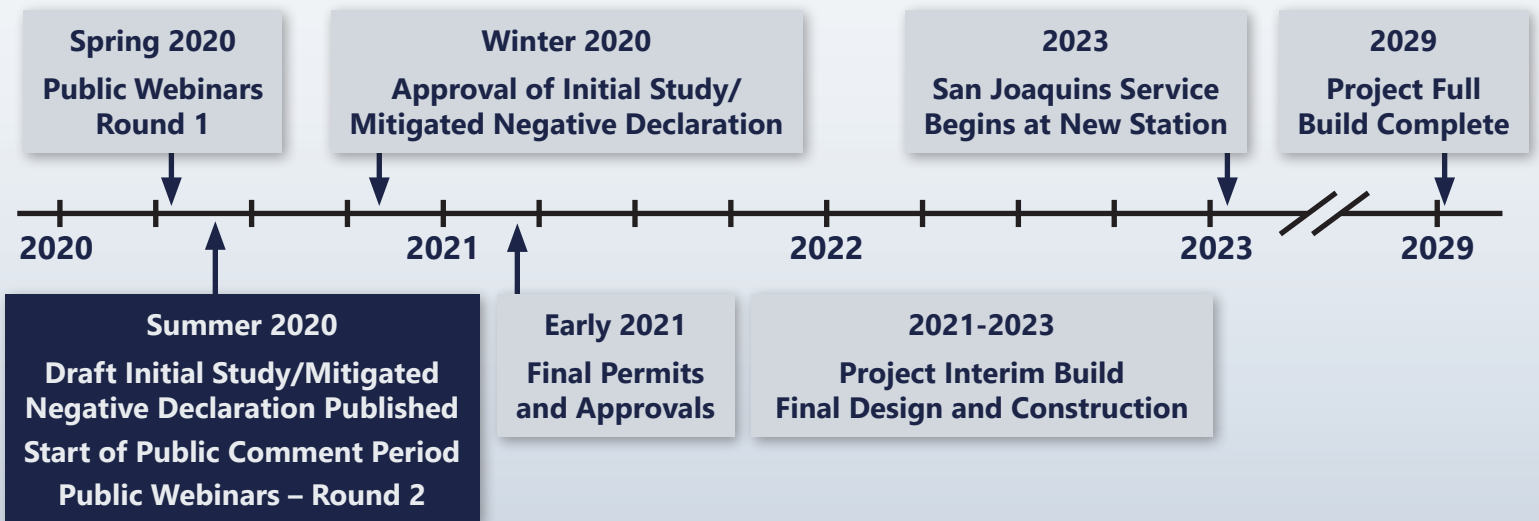 Spring 2020
Public Webinars
Round 1
Winter 2020
Approval of Initial Study/
Mitigated Negative Declaration
2023
San Joaquins Service
Begins at New Station
2029
Project Full
Build Complete
2020
2021
2022
2023
2029
Summer 2020
Draft Initial Study/Mitigated
Negative Declaration Published
Start of Public Comment Period
Public Webinars – Round 2
Early 2021
Final Permits
and Approvals
2021-2023
Project Interim Build
Final Design and Construction